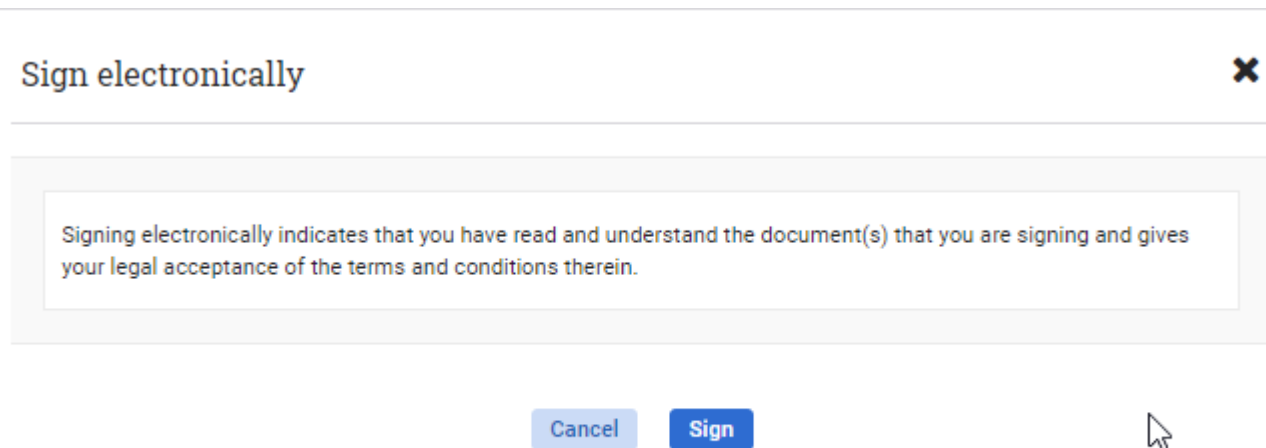 Sign electronically
Signing electronically indicates that you have read and understand the document(s) that you are signing and gives
your legal acceptance of the terms and conditions therein.
Cancel
Sign